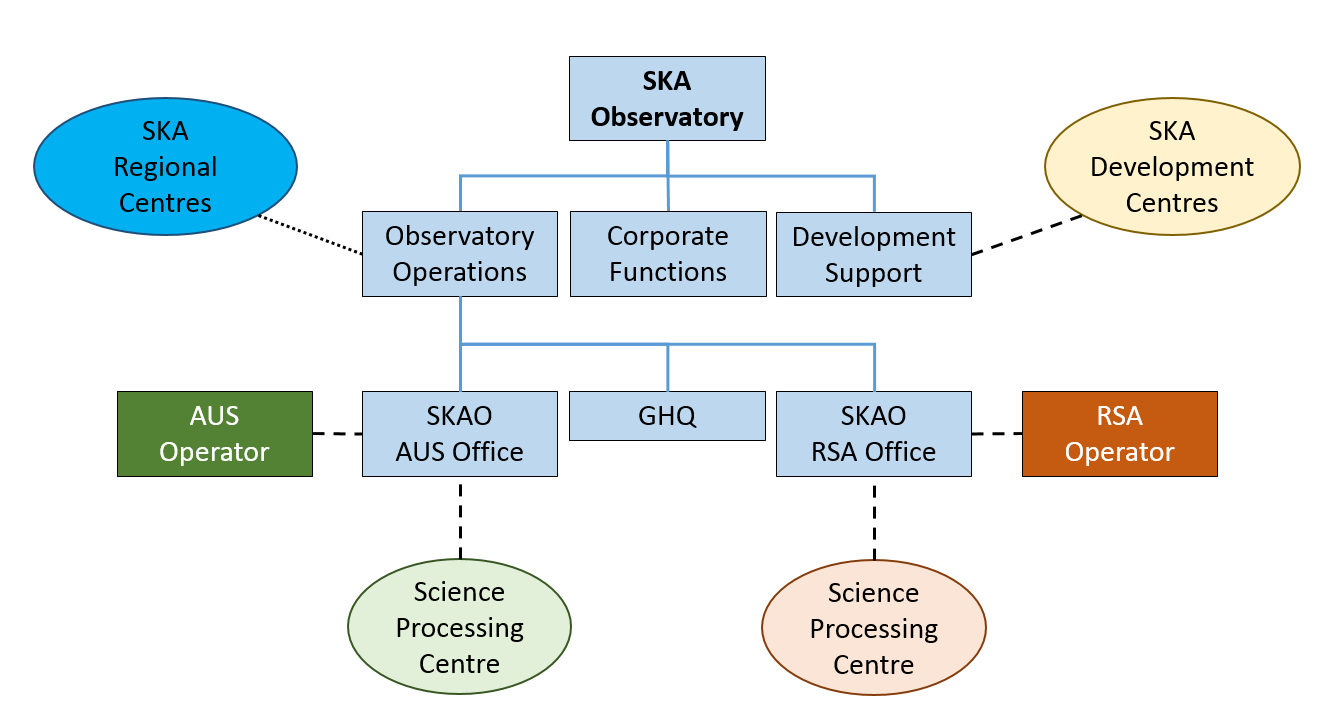 SKA
Observatory
SKA
Regional
Centres
SKA
Development
Centres
Observatory
Operations
Corporate
Functions
Development
Support
AUS
Operator
SKAO
AUS Office
GHQ
SKAO
RSA Office
RSA
Operator
Science
Processing
Centre
Science
Processing
Centre